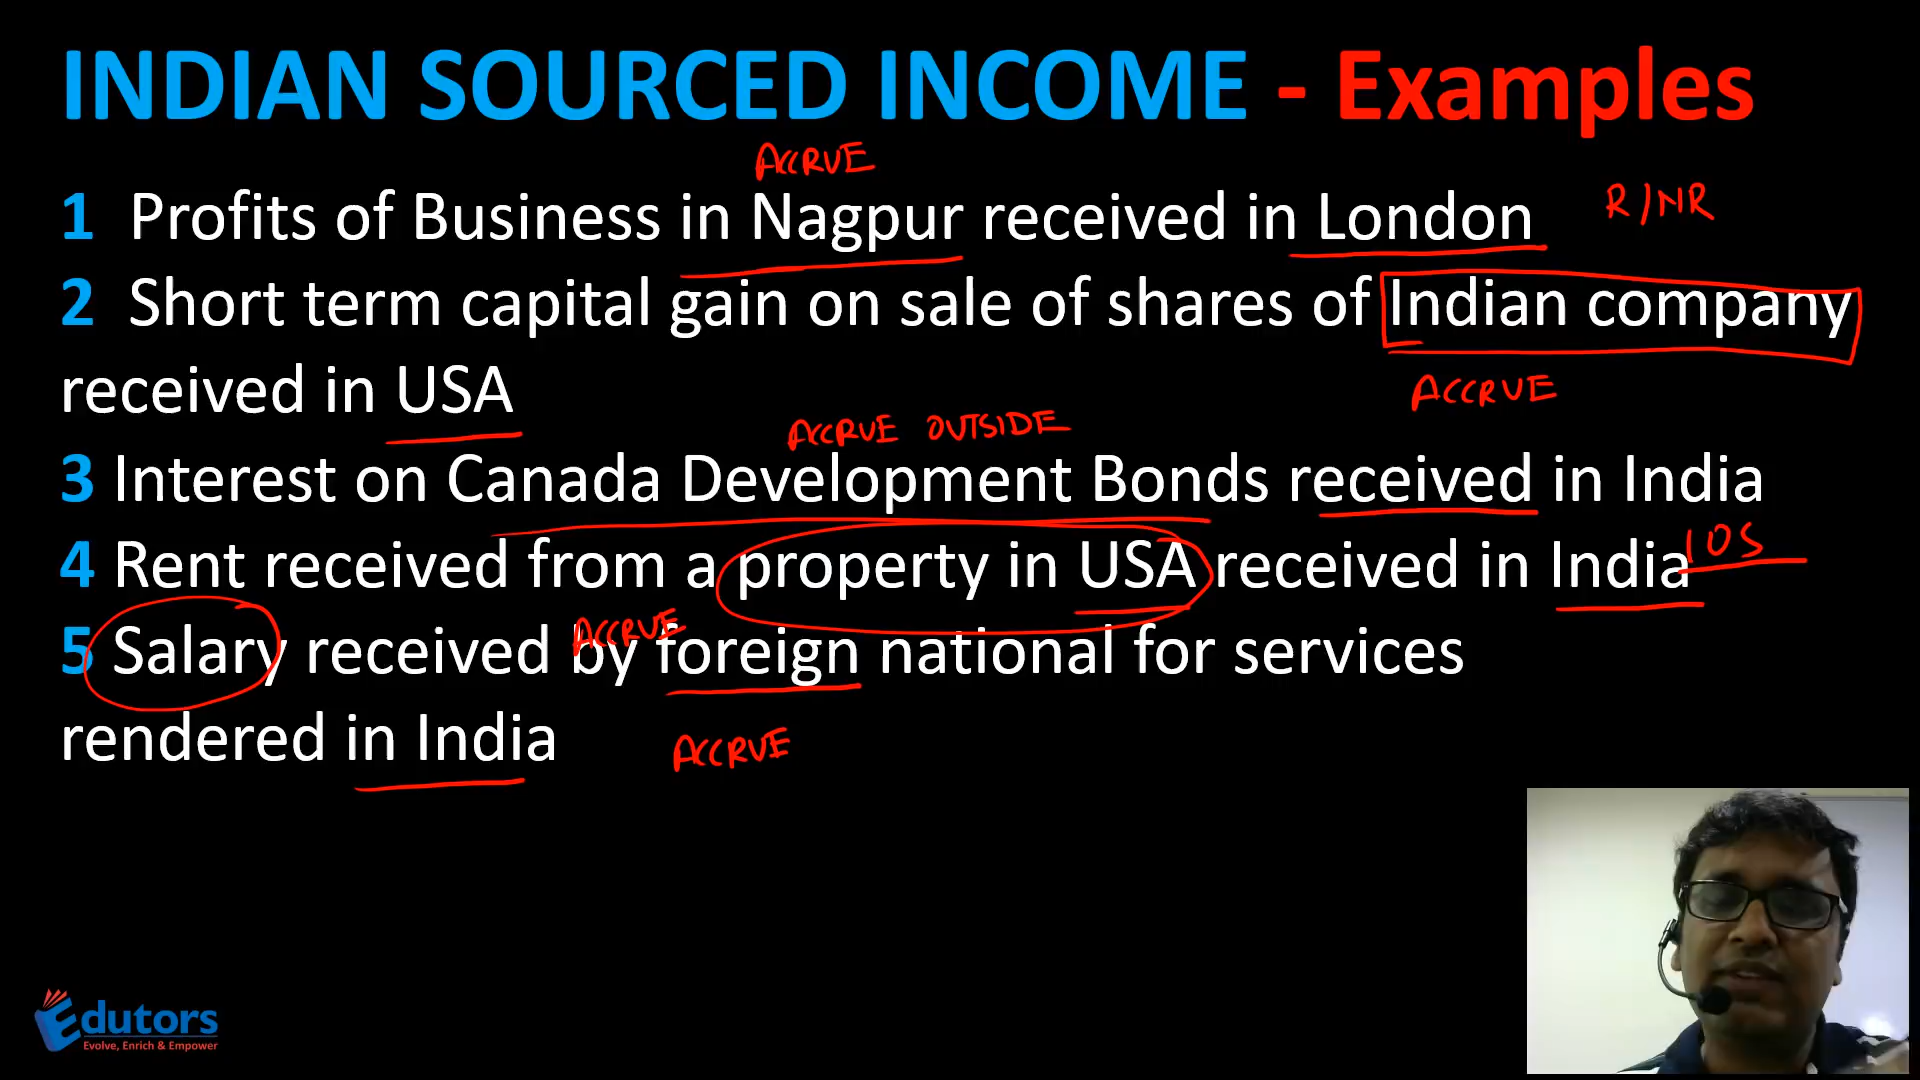 INDIAN SOURCED INCOME - Examples
ACCRUE
1 Profits of Business in Nagpur received in London R/NR
2 Short term capital gain on sale of shares of Indian company
received in USA ACCRUE
ACCRUE OUTSIDE
3 Interest on Canada Development Bonds received in India
IOS
4 Rent received from a property in USA received in India
ACCRUE
5 Salary received by foreign national for services
rendered in India ACCRUE
Edutors
Evolve, Enrich & Empower